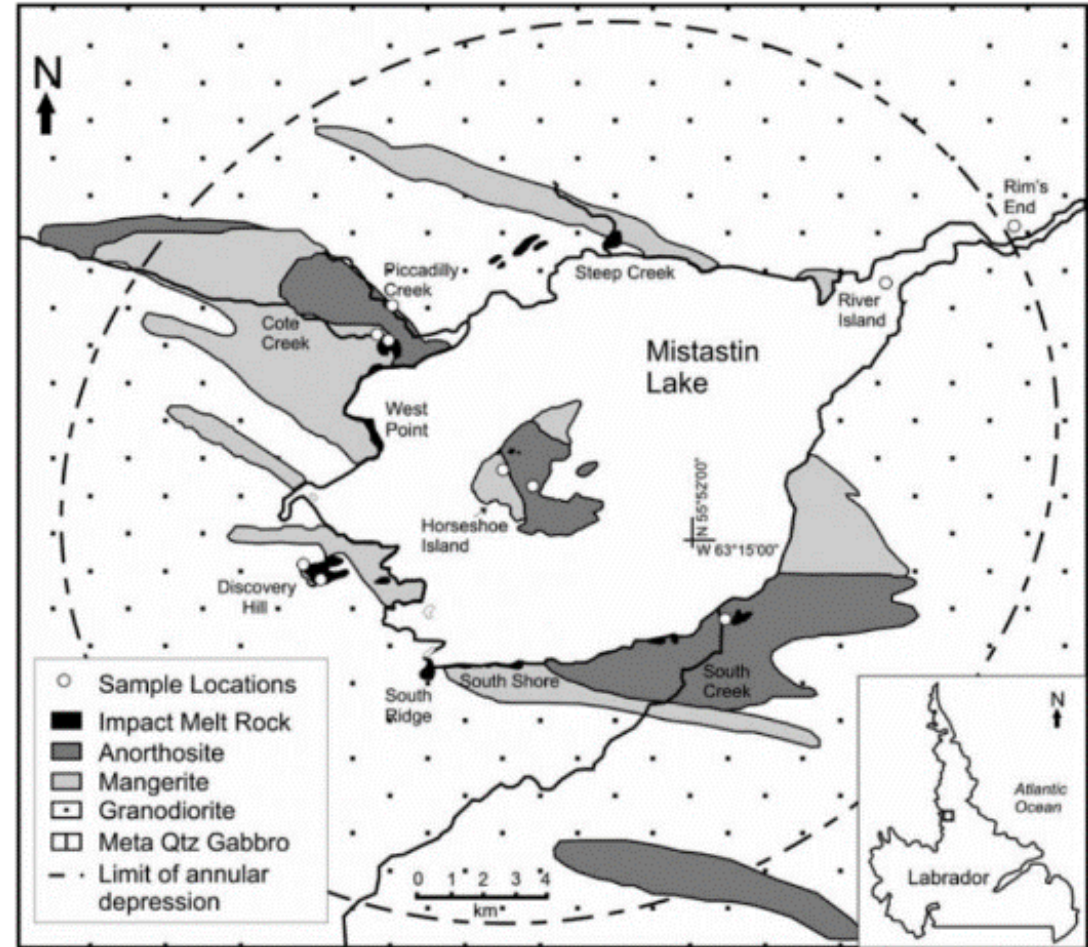 N
Rim's
End
Piccadilly
Creek
Steep Creek
River
Island
Cote
Creek
Mistastin
Lake
West
Point
N 55°52'00"
W 63°15'00"
Horseshoe
Island
Discovery
Hill
South Shore
South
Creek
South
Ridge
Sample Locations
Impact Melt Rock
Anorthosite
Mangerite
Granodiorite
Meta Qtz Gabbro
Limit of annular
depression
0 1 2 3 4
km
N
Atlantic
Ocean
Labrador